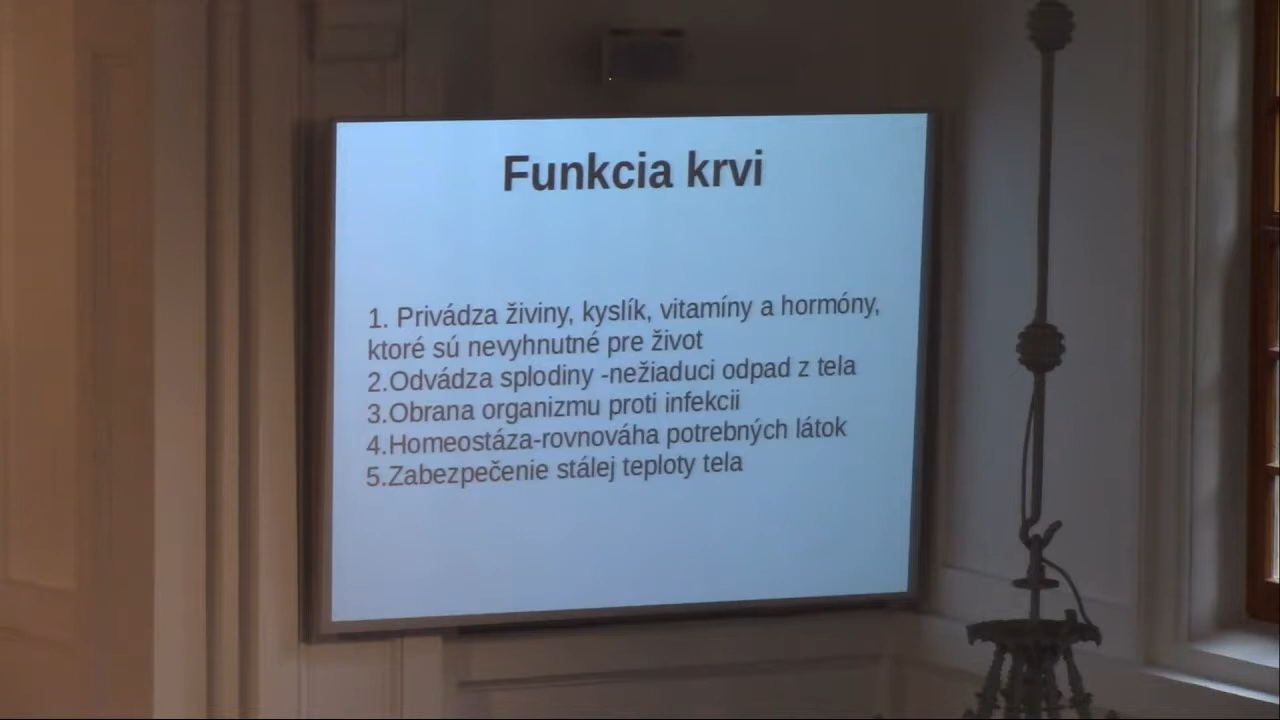 Funkcia krvi
1. Privádza živiny, kyslík, vitamíny a hormóny,
ktoré sú nevyhnutné pre život
2.Odvádza splodiny -nežiaduci odpad z tela
3.Obrana organizmu proti infekcii
4.Homeostáza-rovnováha potrebných látok
5.Zabezpečenie stálej teploty tela